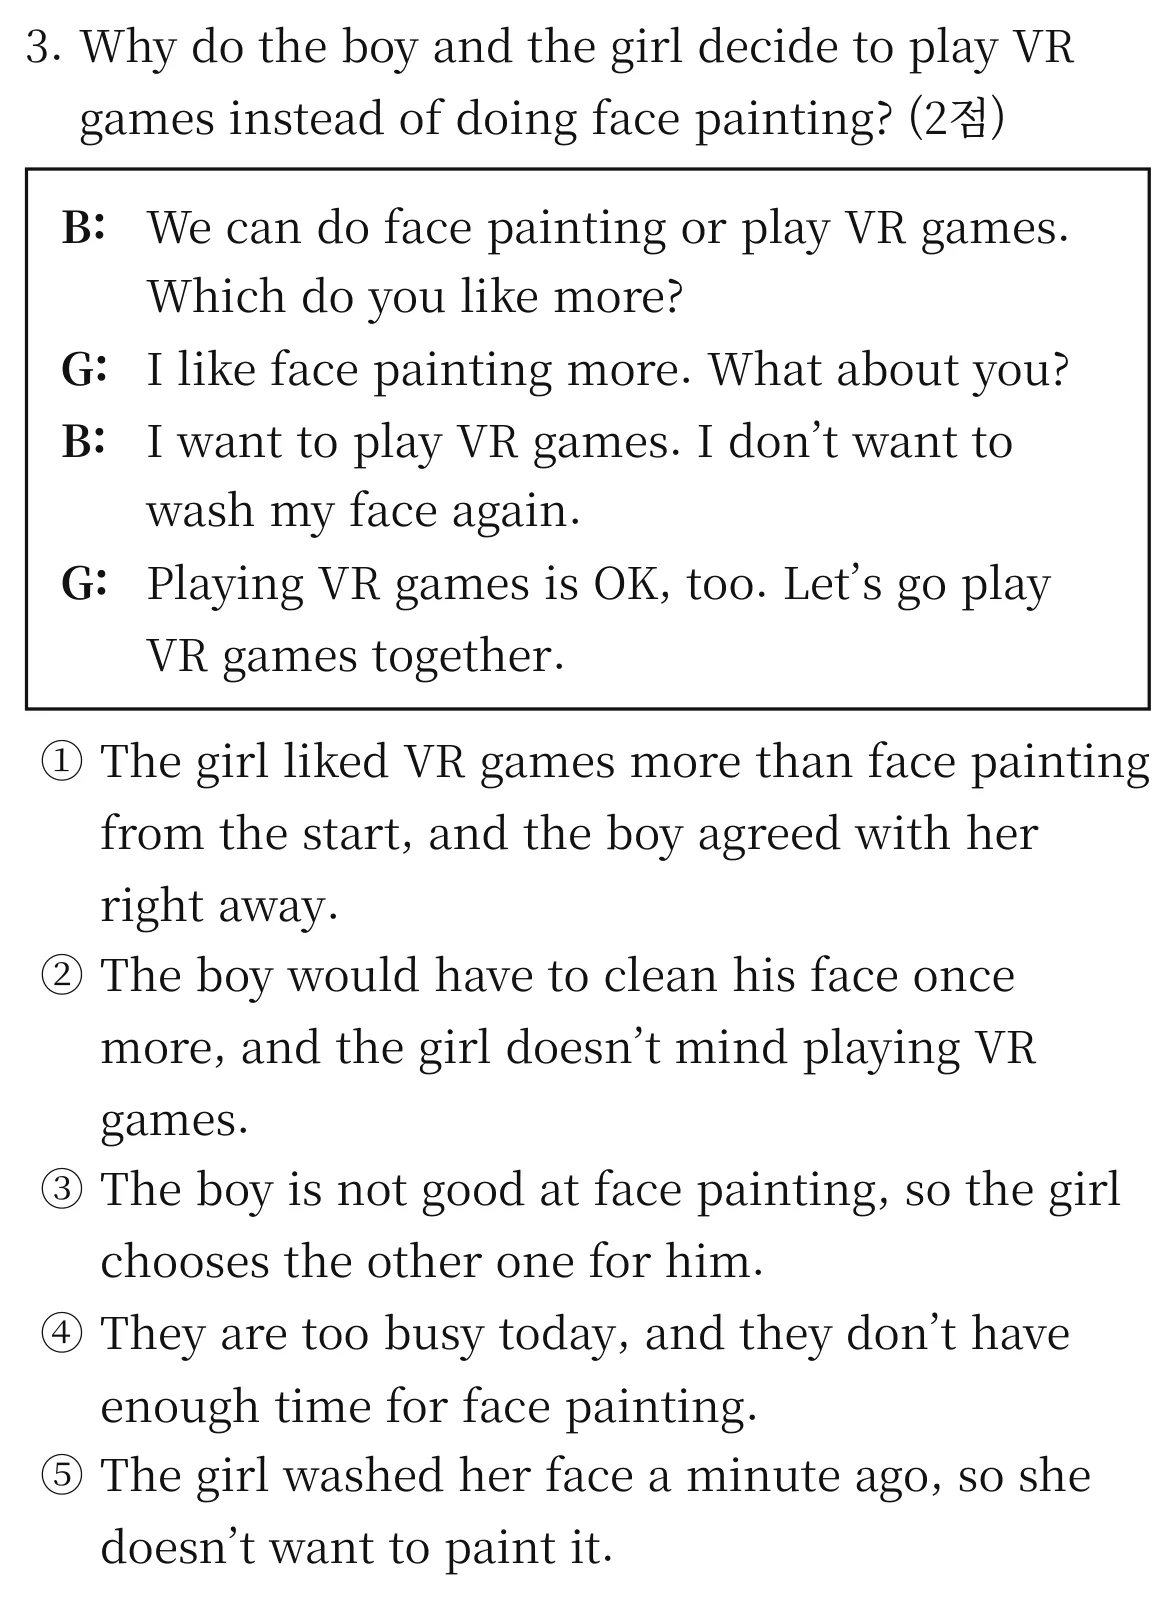 3. Why do the boy and the girl decide to play VR
games instead of doing face painting? (2점)
B: We can do face painting or play VR games.
Which do you like more?
G: I like face painting more. What about you?
B: I want to play VR games. I don't want to
wash my face again.
G: Playing VR games is OK, too. Let's go play
VR games together.
① The girl liked VR games more than face painting
from the start, and the boy agreed with her
right away.
② The boy would have to clean his face once
more, and the girl doesn't mind playing VR
games.
③ The boy is not good at face painting, so the girl
chooses the other one for him.
④ They are too busy today, and they don't have
enough time for face painting.
⑤ The girl washed her face a minute ago, so she
doesn't want to paint it.